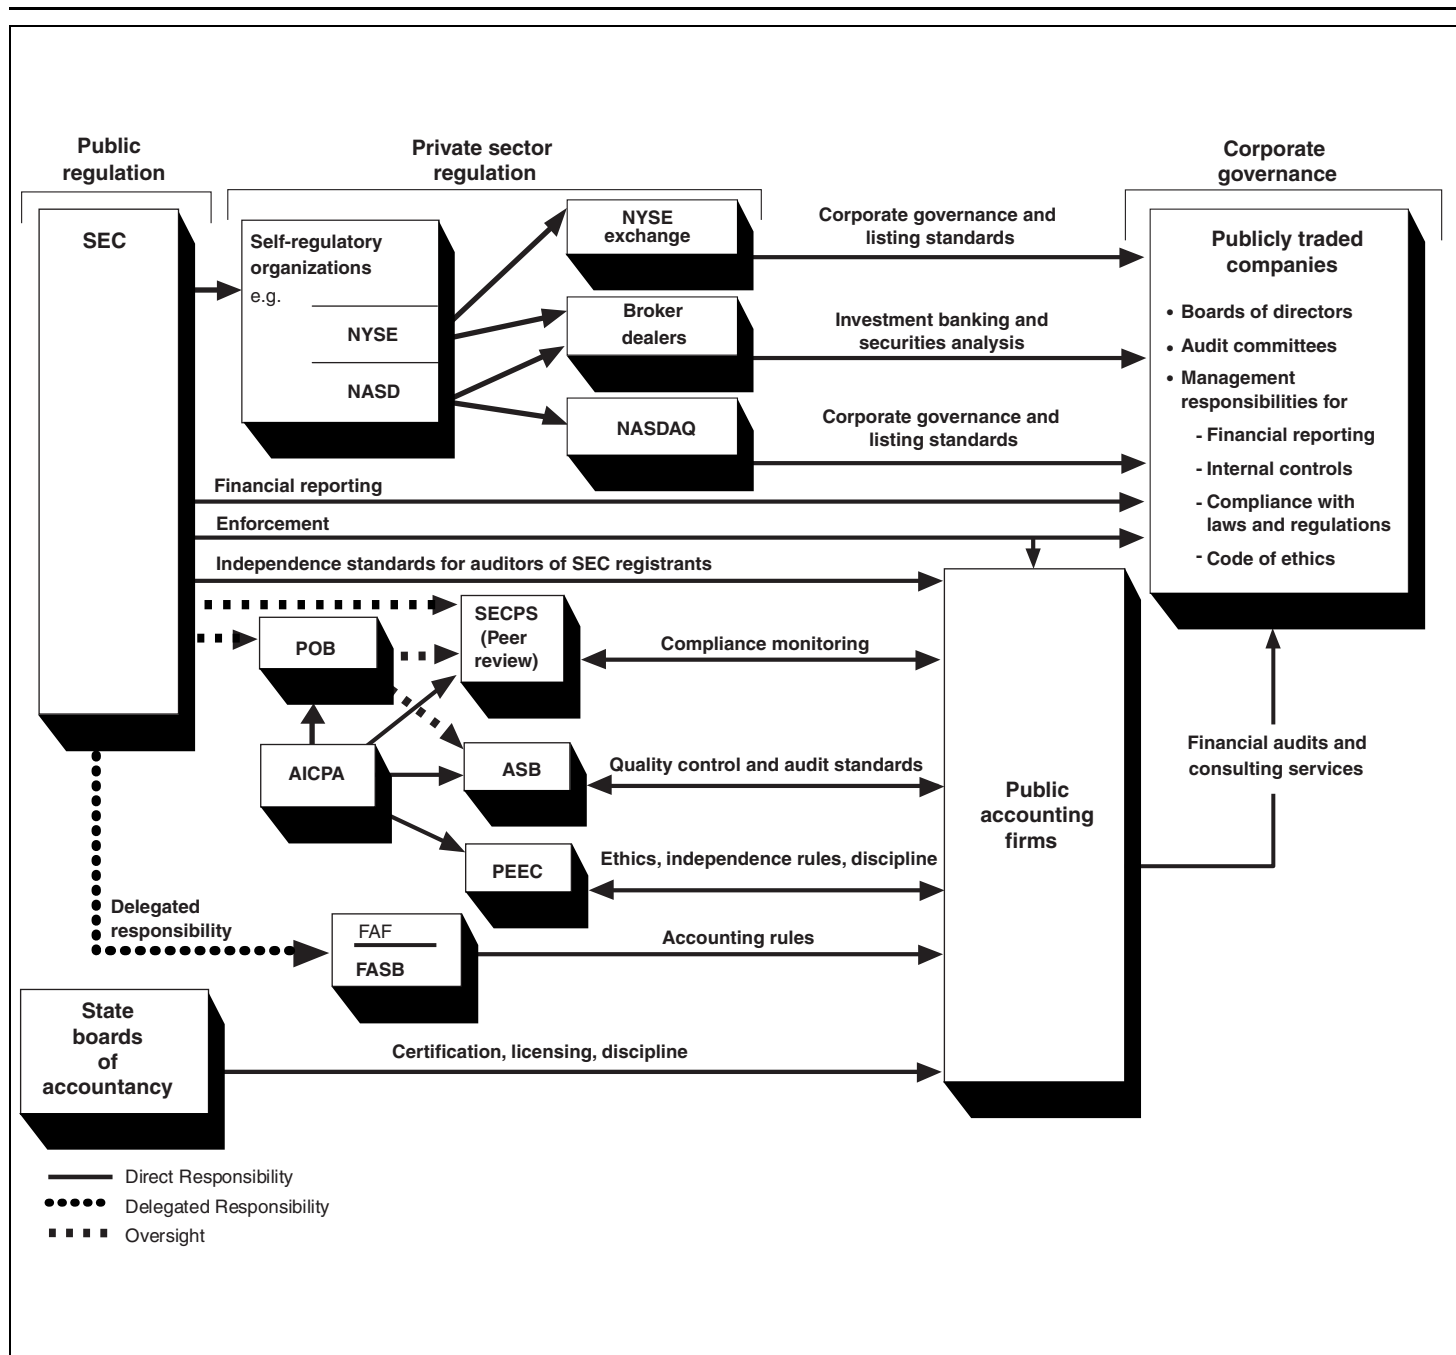 Public
regulation
Private sector
regulation
Corporate
governance
SEC
Self-regulatory
organizations
e.g.
NYSE
NASD
NYSE
exchange
Broker
dealers
NASDAQ
Corporate governance and
listing standards
Investment banking and
securities analysis
Corporate governance and
listing standards
Publicly traded
companies
• Boards of directors
• Audit committees
• Management
responsibilities for
- Financial reporting
- Internal controls
- Compliance with
laws and regulations
- Code of ethics
Financial reporting
Enforcement
Independence standards for auditors of SEC registrants
POB
SECPS
(Peer
review)
Compliance monitoring
AICPA
ASB
Quality control and audit standards
PEEC
Ethics, independence rules, discipline
Public
accounting
firms
Financial audits and
consulting services
Delegated
responsibility
FAF
FASB
Accounting rules
State
boards
of
accountancy
Certification, licensing, discipline
Direct Responsibility
Delegated Responsibility
Oversight